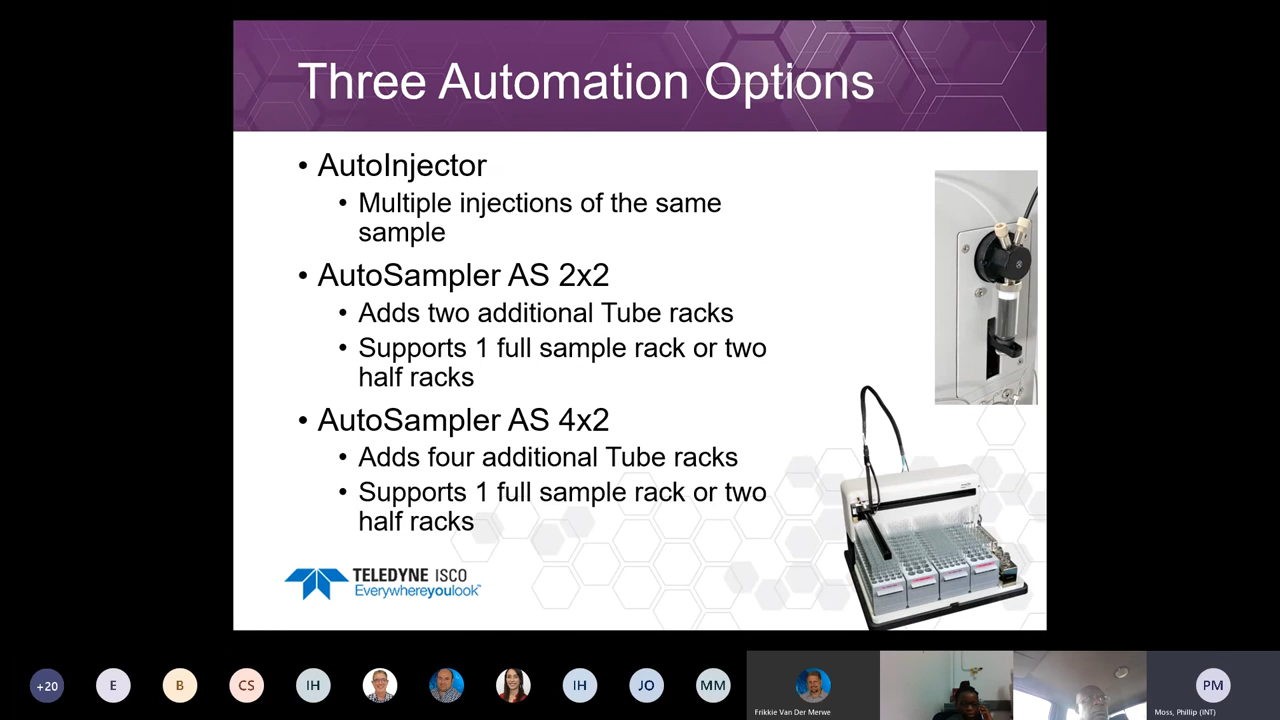 Three Automation Options
• AutoInjector
• Multiple injections of the same
sample
• AutoSampler AS 2x2
• Adds two additional Tube racks
• Supports 1 full sample rack or two
half racks
• AutoSampler AS 4x2
• Adds four additional Tube racks
• Supports 1 full sample rack or two
half racks
TELEDYNE ISCO
Everywhereyoulook™
+20
E
B
CS
IH
IH
JO
MM
Frikkie Van Der Merwe
PM
Moss, Phillip (INT)